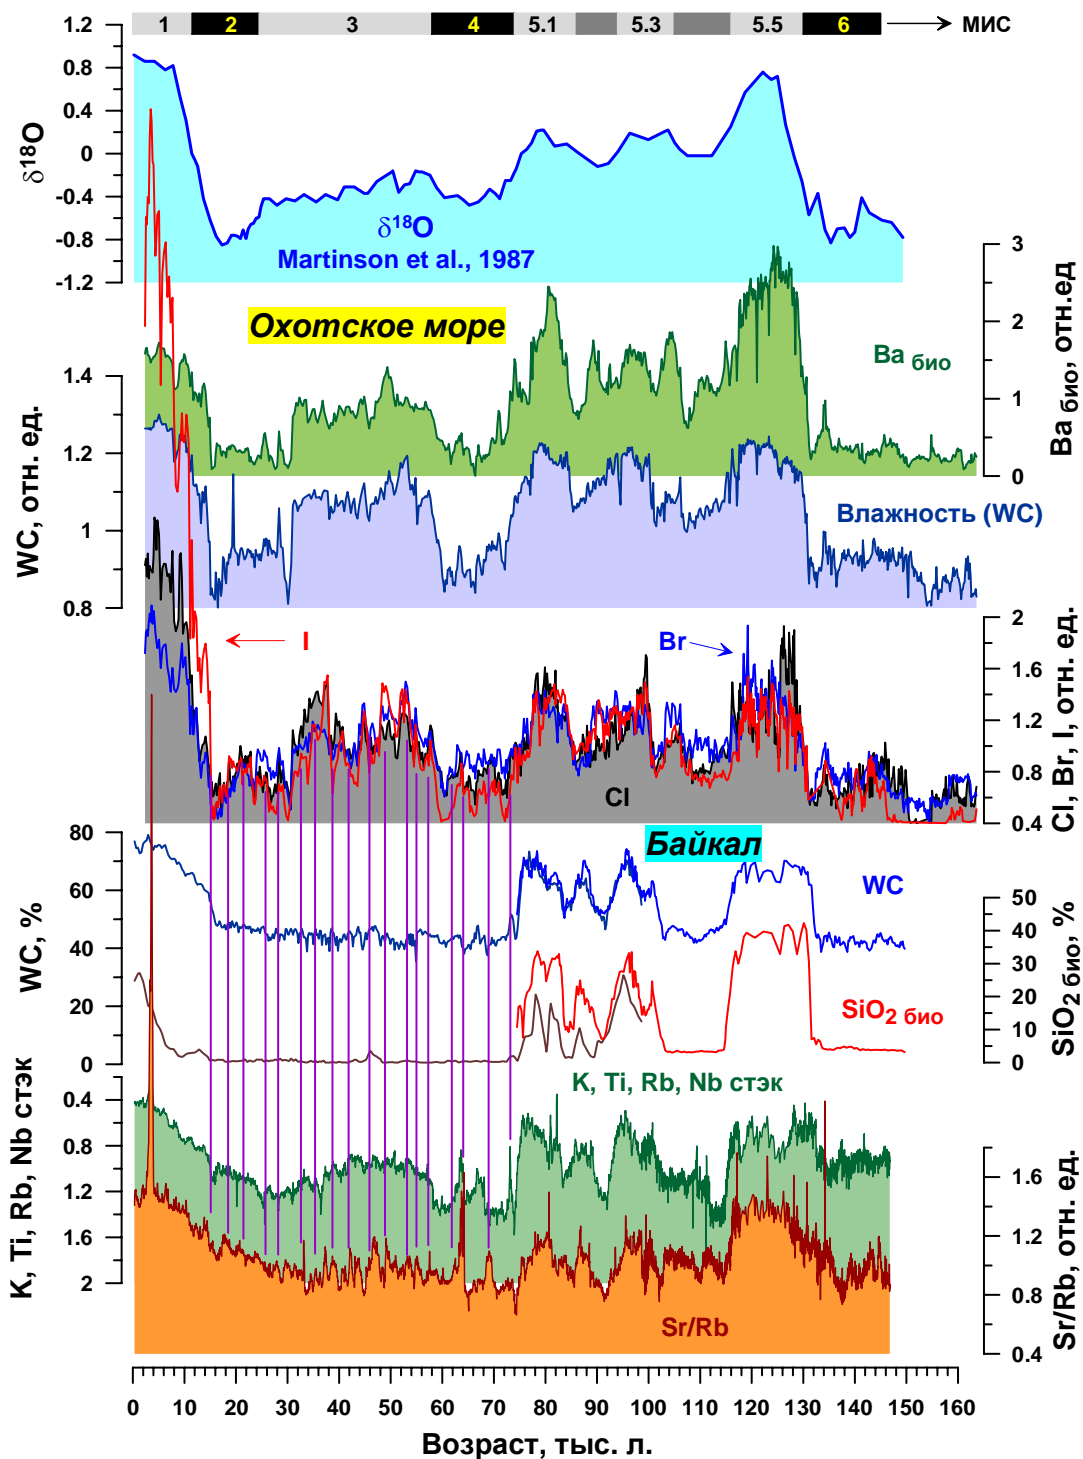 1 2 3 4 5.1 5.3 5.5 6 МИС
1.2
0.8
0.4
0
-0.4
-0.8
-1.2
δ18O
δ18O
Martinson et al., 1987
3
2
1
0
Ba био, отн.ед
Охотское море
Ba био
1.4
1.2
1
0.8
WC, отн. ед.
Влажность (WC)
2
1.6
1.2
0.8
0.4
Cl, Br, I, отн. ед.
I
Br
Cl
80
60
40
20
0
WC, %
Байкал
WC
50
40
30
20
10
0
SiO2 био, %
SiO2 био
K, Ti, Rb, Nb стэк
0.4
0.8
1.2
1.6
2
K, Ti, Rb, Nb стэк
1.6
1.2
0.8
0.4
Sr/Rb, отн. ед.
Sr/Rb
0 10 20 30 40 50 60 70 80 90 100 110 120 130 140 150 160
Возраст, тыс. л.